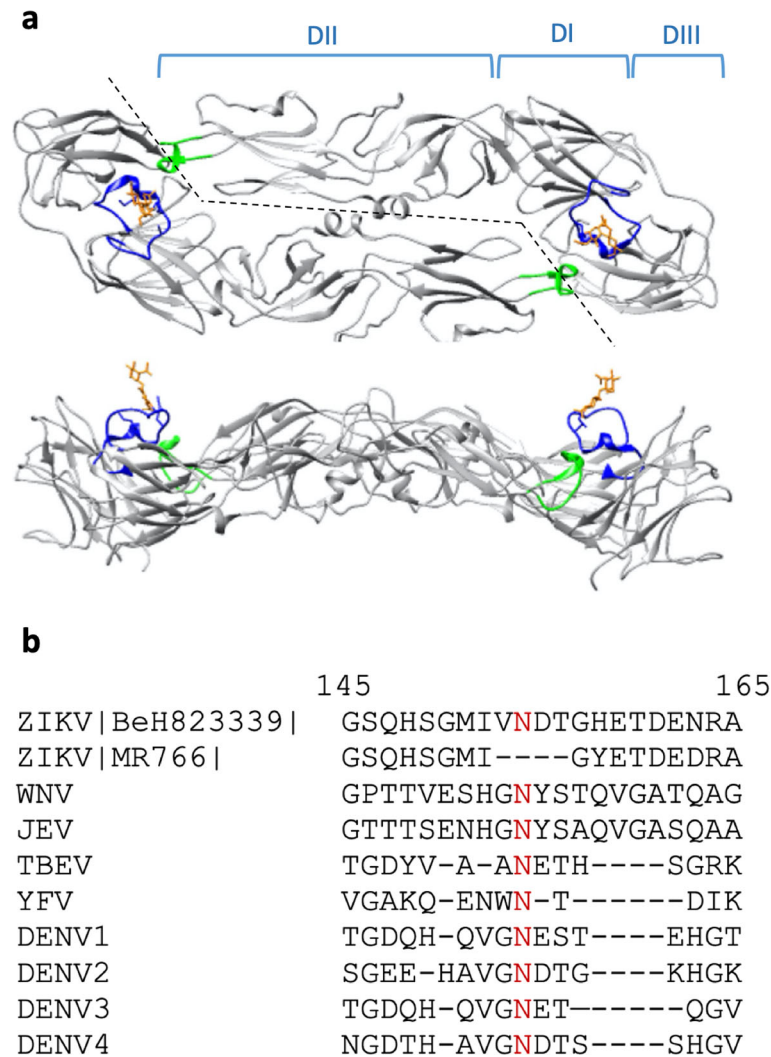 a
DII DI DIII
b
145 165
ZIKV|BeH823339| GSQHSGMIVNDTGHETDENRA
ZIKV|MR766| GSQHSGMI----GYETDEDRA
WNV GPTTVESHGNYSTQVGATQAG
JEV GTTTSENHGNYSAQVGASQAA
TBEV TGDYV-A-ANETH----SGRK
YFV VGAKQ-ENWN-T------DIK
DENV1 TGDQH-QVGNEST----EHGT
DENV2 SGEE-HAVGNDTG----KHGK
DENV3 TGDQH-QVGNET------QGV
DENV4 NGDTH-AVGNDTS----SHGV